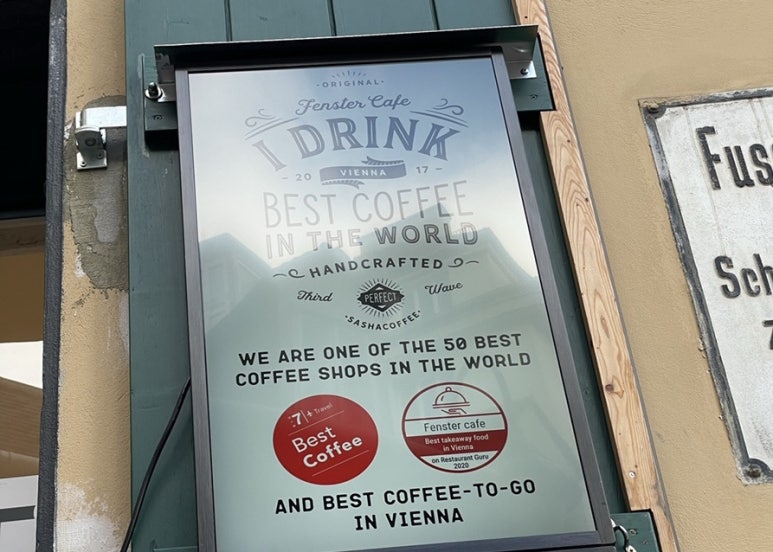 ·ORIGINAL·
Fenster Cafe
I DRINK
- 20 VIENNA 17 -
BEST COFFEE
IN THE WORLD
HANDCRAFTED
Third PERFECT Wave
·SASHACOFFEE·
WE ARE ONE OF THE 50 BEST
COFFEE SHOPS IN THE WORLD
:7|+ Travel
Best
Coffee
Fenster cafe
Best takeaway food
in Vienna
on Restaurant Guru
2020
AND BEST COFFEE-TO-GO
IN VIENNA
Fus
Sch
z